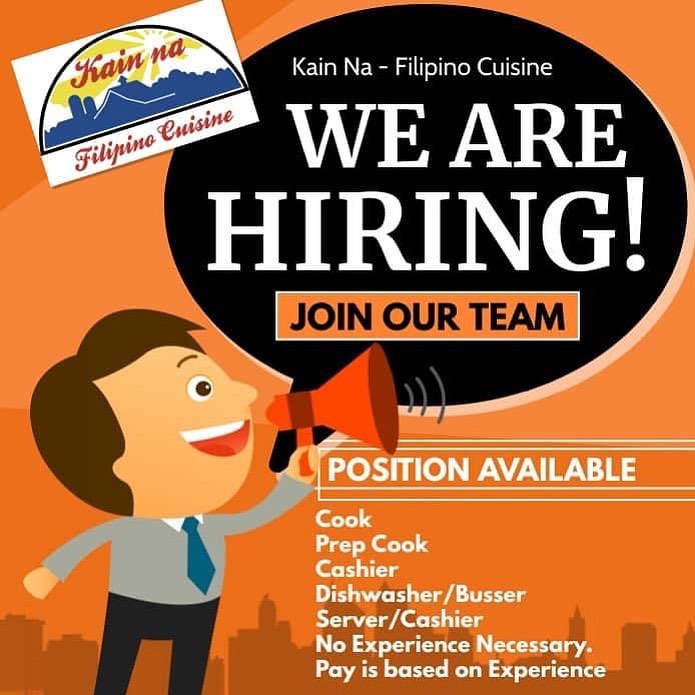 Kain na
Filipino Cuisine
Kain Na - Filipino Cuisine
WE ARE
HIRING!
JOIN OUR TEAM
POSITION AVAILABLE
Cook
Prep Cook
Cashier
Dishwasher/Busser
Server/Cashier
No Experience Necessary.
Pay is based on Experience